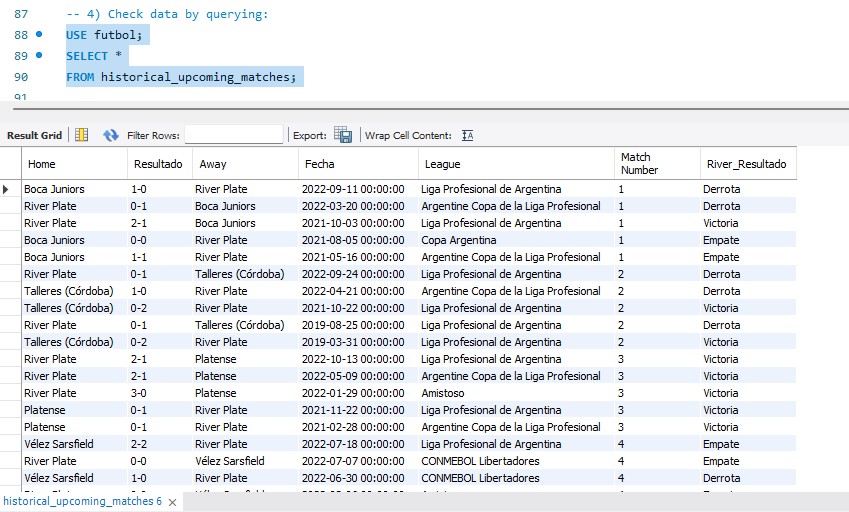 87 -- 4) Check data by querying:
88 USE futbol;
89 SELECT *
90 FROM historical_upcoming_matches;
91
Result Grid Filter Rows: Export: Wrap Cell Content:
Home Resultado Away Fecha League Match Number River_Resultado
Boca Juniors 1-0 River Plate 2022-09-11 00:00:00 Liga Profesional de Argentina 1 Derrota
River Plate 0-1 Boca Juniors 2022-03-20 00:00:00 Argentine Copa de la Liga Profesional 1 Derrota
River Plate 2-1 Boca Juniors 2021-10-03 00:00:00 Liga Profesional de Argentina 1 Victoria
Boca Juniors 0-0 River Plate 2021-08-05 00:00:00 Copa Argentina 1 Empate
Boca Juniors 1-1 River Plate 2021-05-16 00:00:00 Argentine Copa de la Liga Profesional 1 Empate
River Plate 0-1 Talleres (Córdoba) 2022-09-24 00:00:00 Liga Profesional de Argentina 2 Derrota
Talleres (Córdoba) 1-0 River Plate 2022-04-21 00:00:00 Argentine Copa de la Liga Profesional 2 Derrota
Talleres (Córdoba) 0-2 River Plate 2021-10-22 00:00:00 Liga Profesional de Argentina 2 Victoria
River Plate 0-1 Talleres (Córdoba) 2019-08-25 00:00:00 Liga Profesional de Argentina 2 Derrota
Talleres (Córdoba) 0-2 River Plate 2019-03-31 00:00:00 Liga Profesional de Argentina 2 Victoria
River Plate 2-1 Platense 2022-10-13 00:00:00 Liga Profesional de Argentina 3 Victoria
River Plate 2-1 Platense 2022-05-09 00:00:00 Argentine Copa de la Liga Profesional 3 Victoria
River Plate 3-0 Platense 2022-01-29 00:00:00 Amistoso 3 Victoria
Platense 0-1 River Plate 2021-11-22 00:00:00 Liga Profesional de Argentina 3 Victoria
Platense 0-1 River Plate 2021-02-28 00:00:00 Argentine Copa de la Liga Profesional 3 Victoria
Vélez Sarsfield 2-2 River Plate 2022-07-18 00:00:00 Liga Profesional de Argentina 4 Empate
River Plate 0-0 Vélez Sarsfield 2022-07-07 00:00:00 CONMEBOL Libertadores 4 Empate
Vélez Sarsfield 1-0 River Plate 2022-06-30 00:00:00 CONMEBOL Libertadores 4 Derrota
historical_upcoming_matches 6